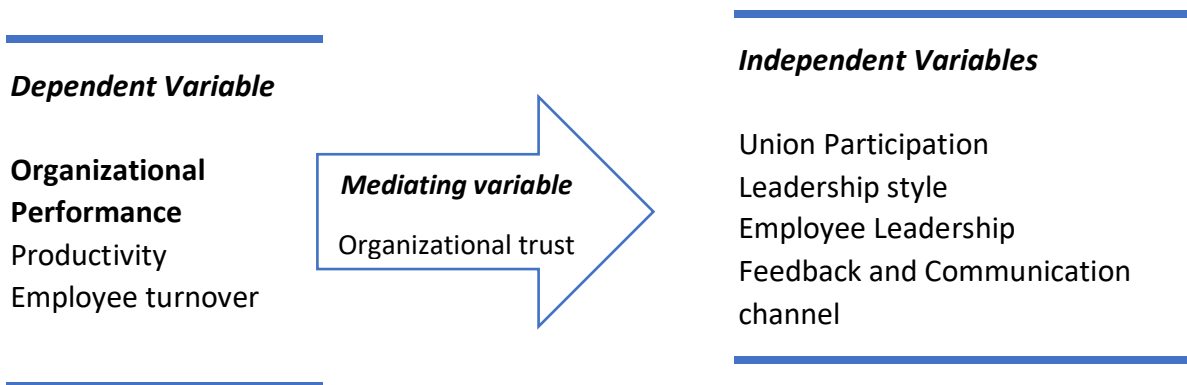 Dependent Variable
Organizational
Performance
Productivity
Employee turnover
Mediating variable
Organizational trust
Independent Variables
Union Participation
Leadership style
Employee Leadership
Feedback and Communication
channel